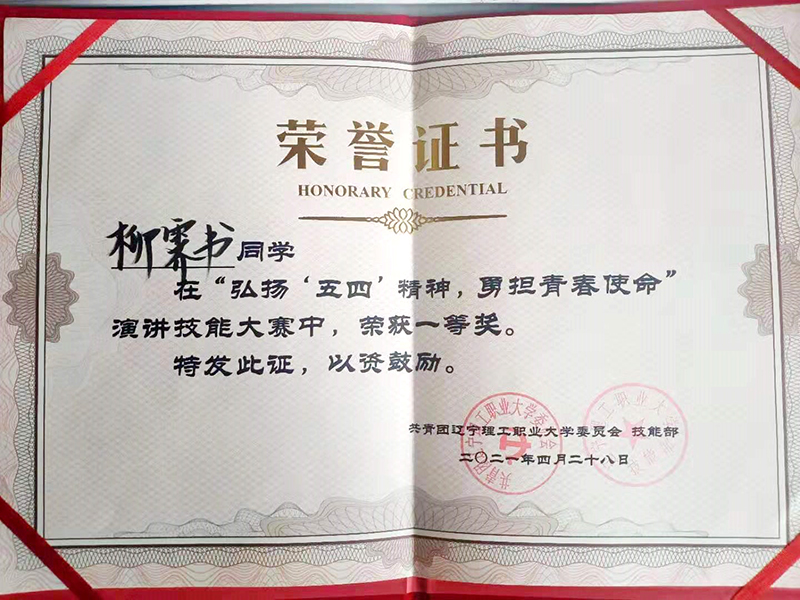 荣誉证书
HONORARY CREDENTIAL
柳霁书同学
在“弘扬‘五四’精神，勇担青春使命”
演讲技能大赛中，荣获一等奖。
特发此证，以资鼓励。
共青团辽宁理工职业大学委员会 技能部
二〇二一年四月二十八日